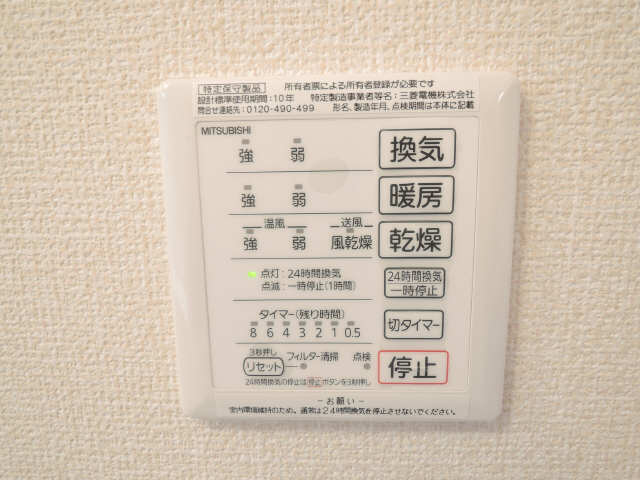 特定保守製品 所有者票による所有者登録が必要です
設計標準使用期間:10年 特定製造事業者等名:三菱電機株式会社
問合せ連絡先:0120-490-499 形名、製造年月、点検期間は本体に記載
MITSUBISHI
強 弱 換気
強 弱 暖房
温風 送風
強 弱 風乾燥 乾燥
点灯:24時間換気
点滅:一時停止(1時間)
24時間換気
一時停止
タイマー(残り時間)
8 6 4 3 2 1 0.5
切タイマー
3秒押し
リセット フィルター清掃 点検
停止
24時間換気の停止は停止ボタンを3秒押し
-お願い-
室内環境維持のため、通常は24時間換気を停止させないでください。